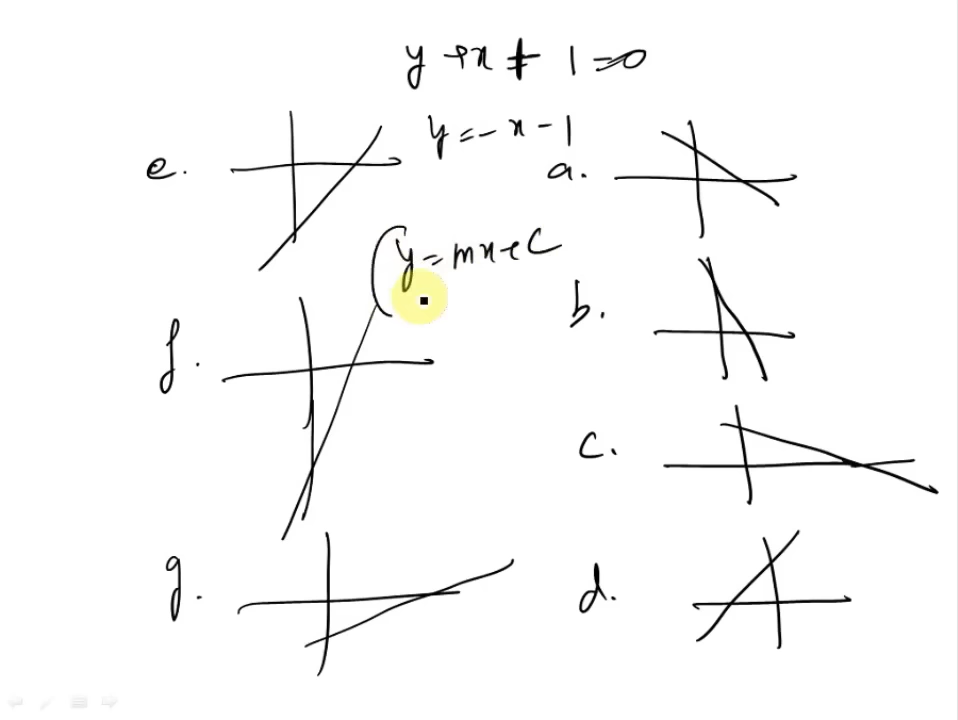 y+x+1=0
y=-x-1
e.
a.
(y=mx+c
b.
f.
c.
g.
d.